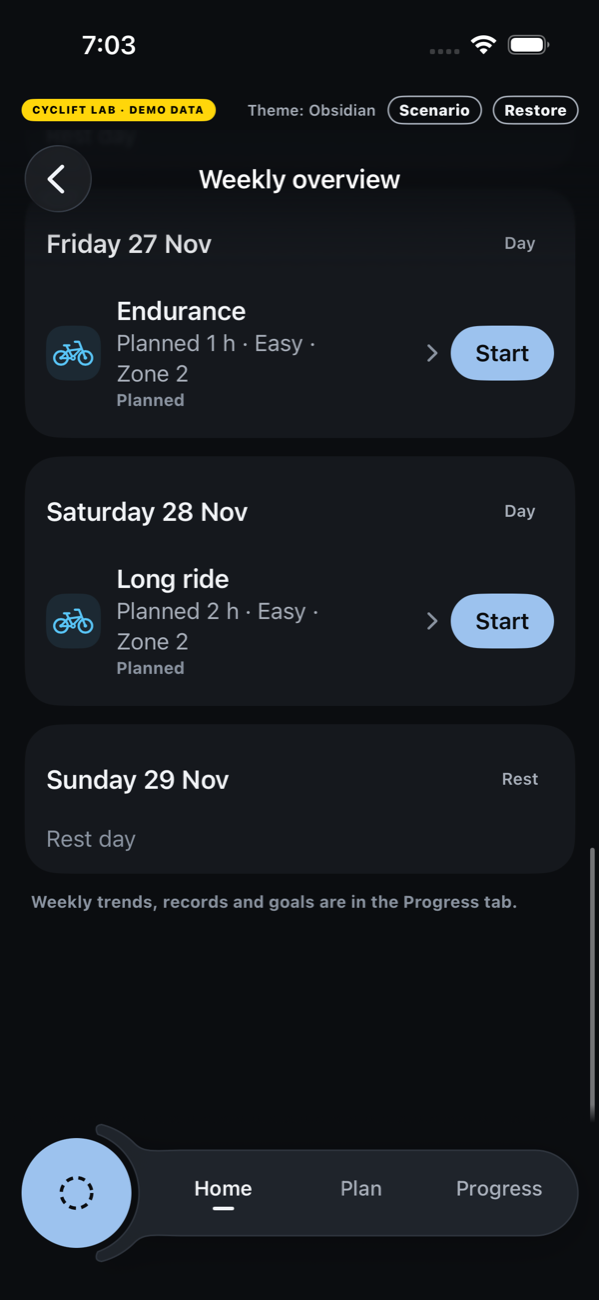 7:03
CYCLIFT LAB · DEMO DATA
Theme: Obsidian
Scenario
Restore
Weekly overview
Friday 27 Nov
Day
Endurance
Planned 1 h · Easy ·
Zone 2
Planned
Start
Saturday 28 Nov
Day
Long ride
Planned 2 h · Easy ·
Zone 2
Planned
Start
Sunday 29 Nov
Rest
Rest day
Weekly trends, records and goals are in the Progress tab.
Home
Plan
Progress